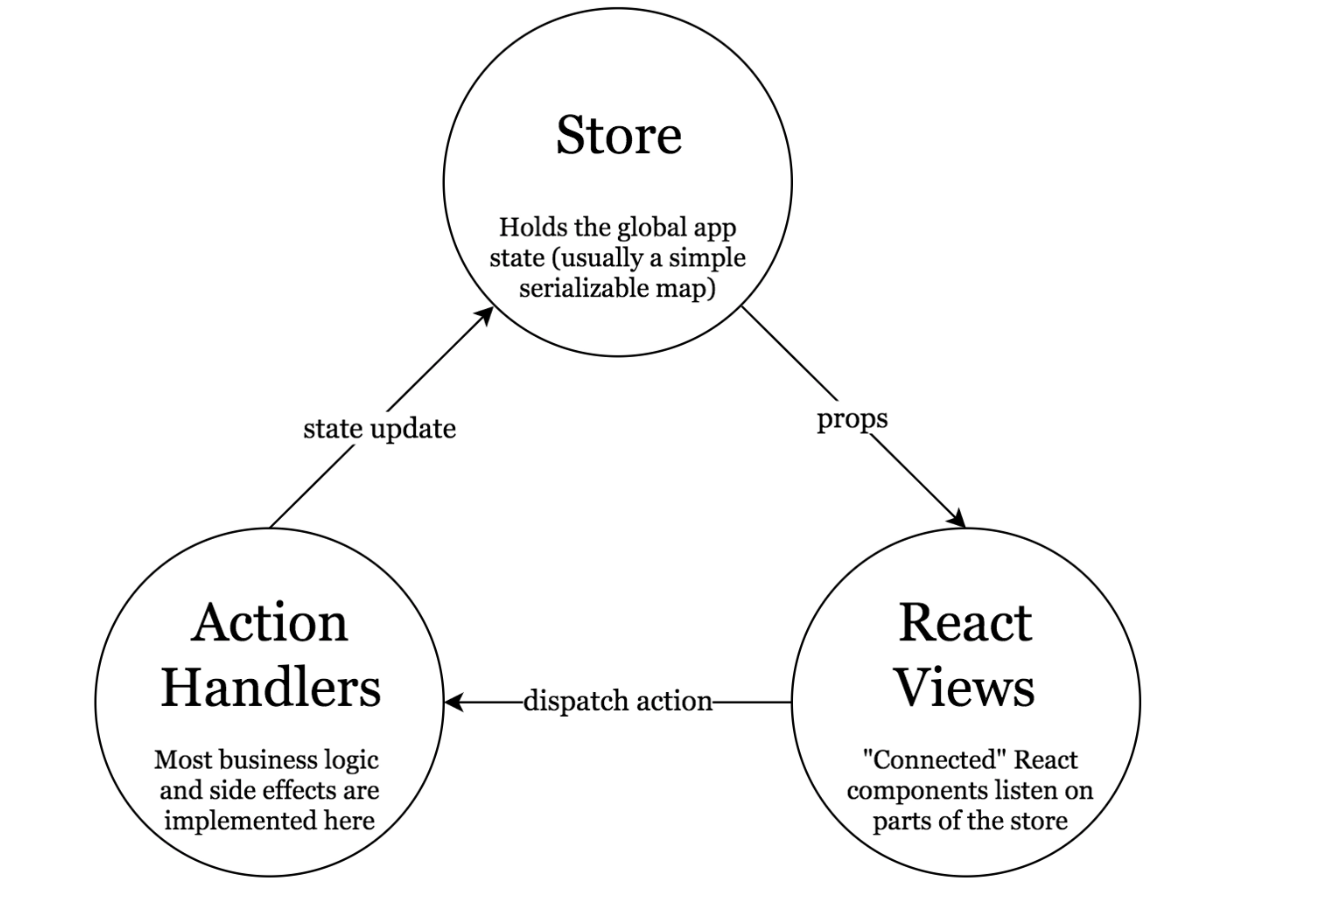 Store
Holds the global app
state (usually a simple
serializable map)
state update
props
Action
Handlers
Most business logic
and side effects are
implemented here
dispatch action
React
Views
"Connected" React
components listen on
parts of the store